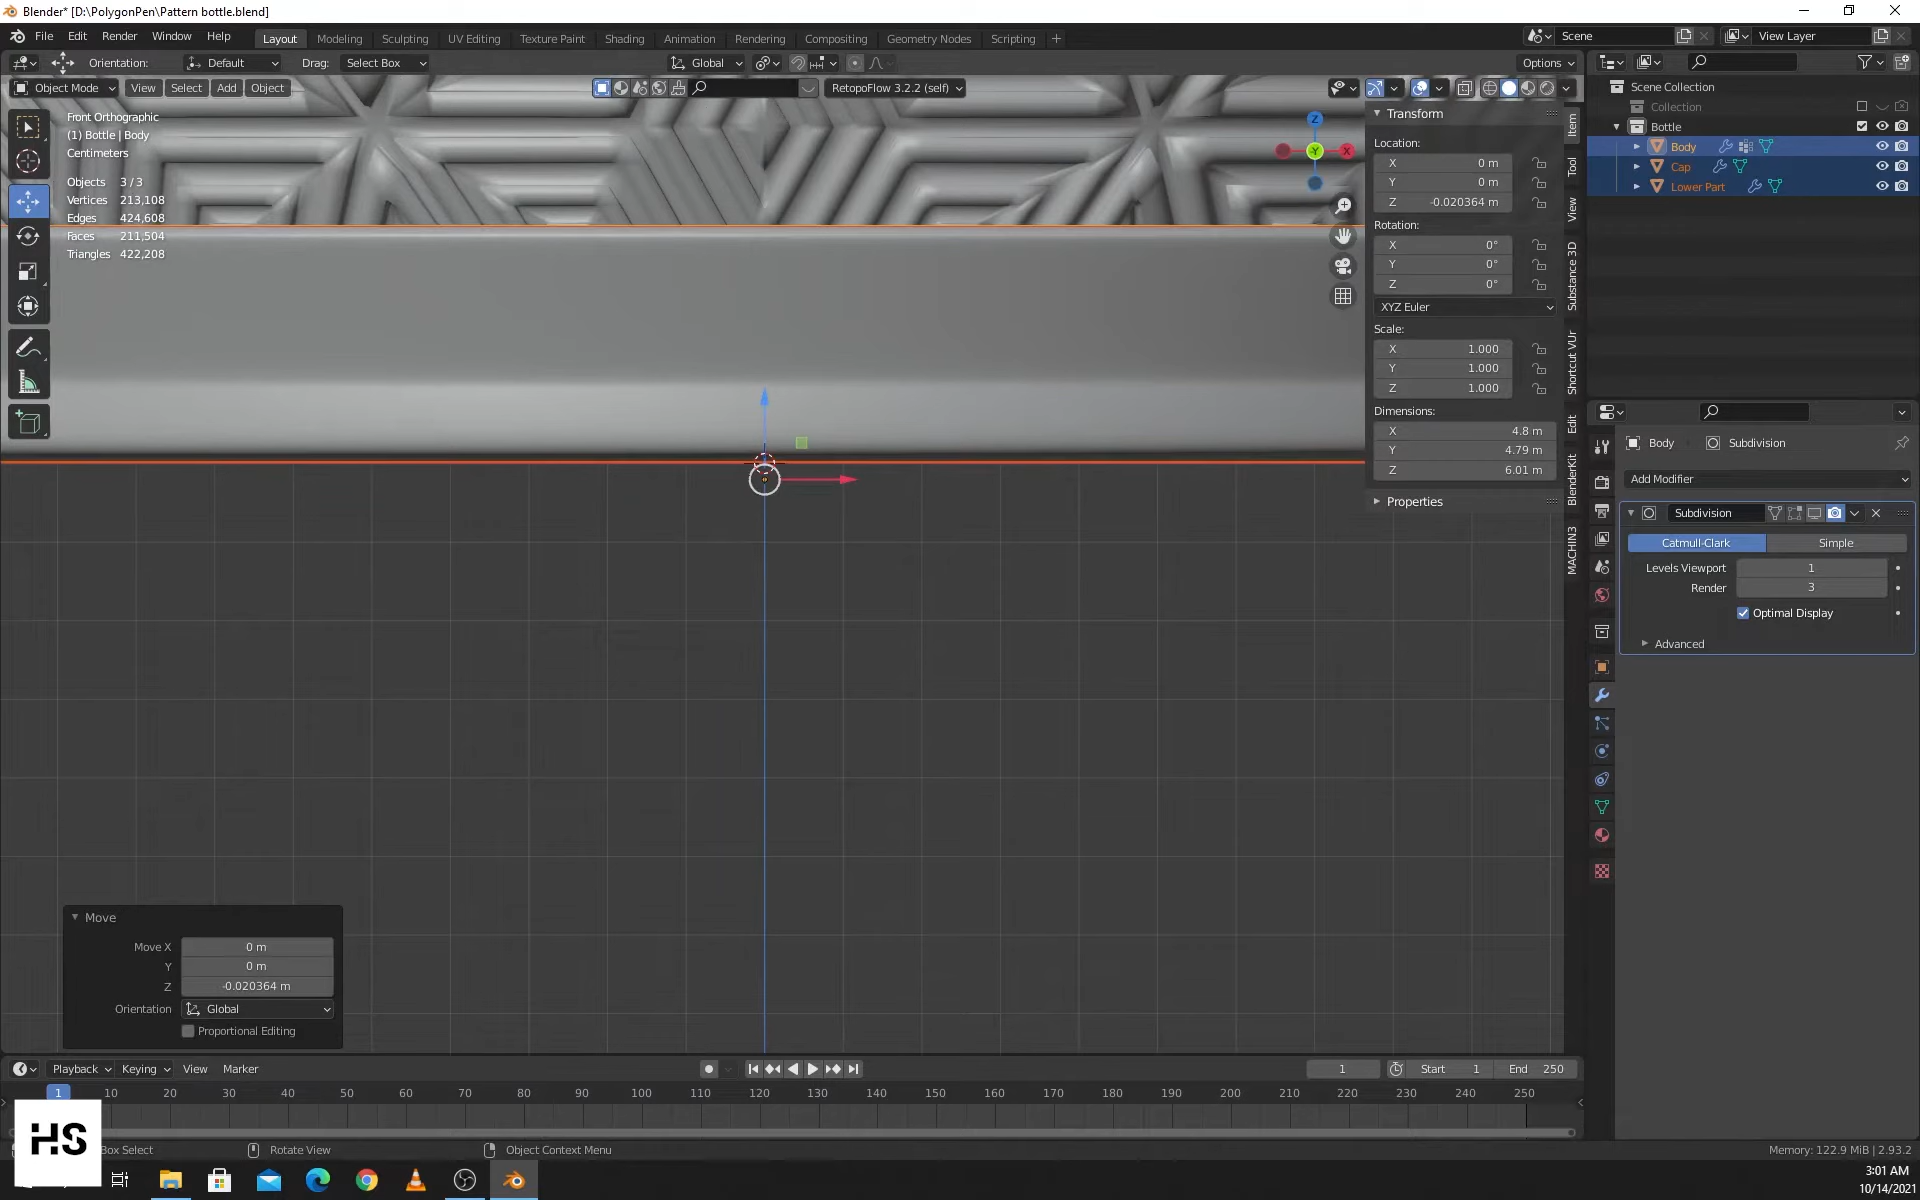 Blender* [D:\PolygonPen\Pattern bottle.blend]
File Edit Render Window Help
Layout Modeling Sculpting UV Editing Texture Paint Shading Animation Rendering Compositing Geometry Nodes Scripting +
Scene View Layer
Orientation: Default Drag: Select Box Global Options
Object Mode View Select Add Object RetopoFlow 3.2.2 (self)
Front Orthographic
(1) Bottle | Body
Centimeters
Objects 3 / 3
Vertices 213,108
Edges 424,608
Faces 211,504
Triangles 422,208
Z
X
Y
Transform
Location:
X 0 m
Y 0 m
Z -0.020364 m
Rotation:
X 0°
Y 0°
Z 0°
XYZ Euler
Scale:
X 1.000
Y 1.000
Z 1.000
Dimensions:
X 4.8 m
Y 4.79 m
Z 6.01 m
Properties
Item
Tool
View
Substance 3D
Shortcut VUr
Edit
BlenderKit
MACHIN3
Scene Collection
Collection
Bottle
Body
Cap
Lower Part
Body Subdivision
Add Modifier
Subdivision
Catmull-Clark Simple
Levels Viewport 1
Render 3
Optimal Display
Advanced
Move
Move X 0 m
Y 0 m
Z -0.020364 m
Orientation Global
Proportional Editing
Playback Keying View Marker
1 Start 1 End 250
1 10 20 30 40 50 60 70 80 90 100 110 120 130 140 150 160 170 180 190 200 210 220 230 240 250
HS
Box Select Rotate View Object Context Menu
Memory: 122.9 MiB | 2.93.2
3:01 AM
10/14/2021